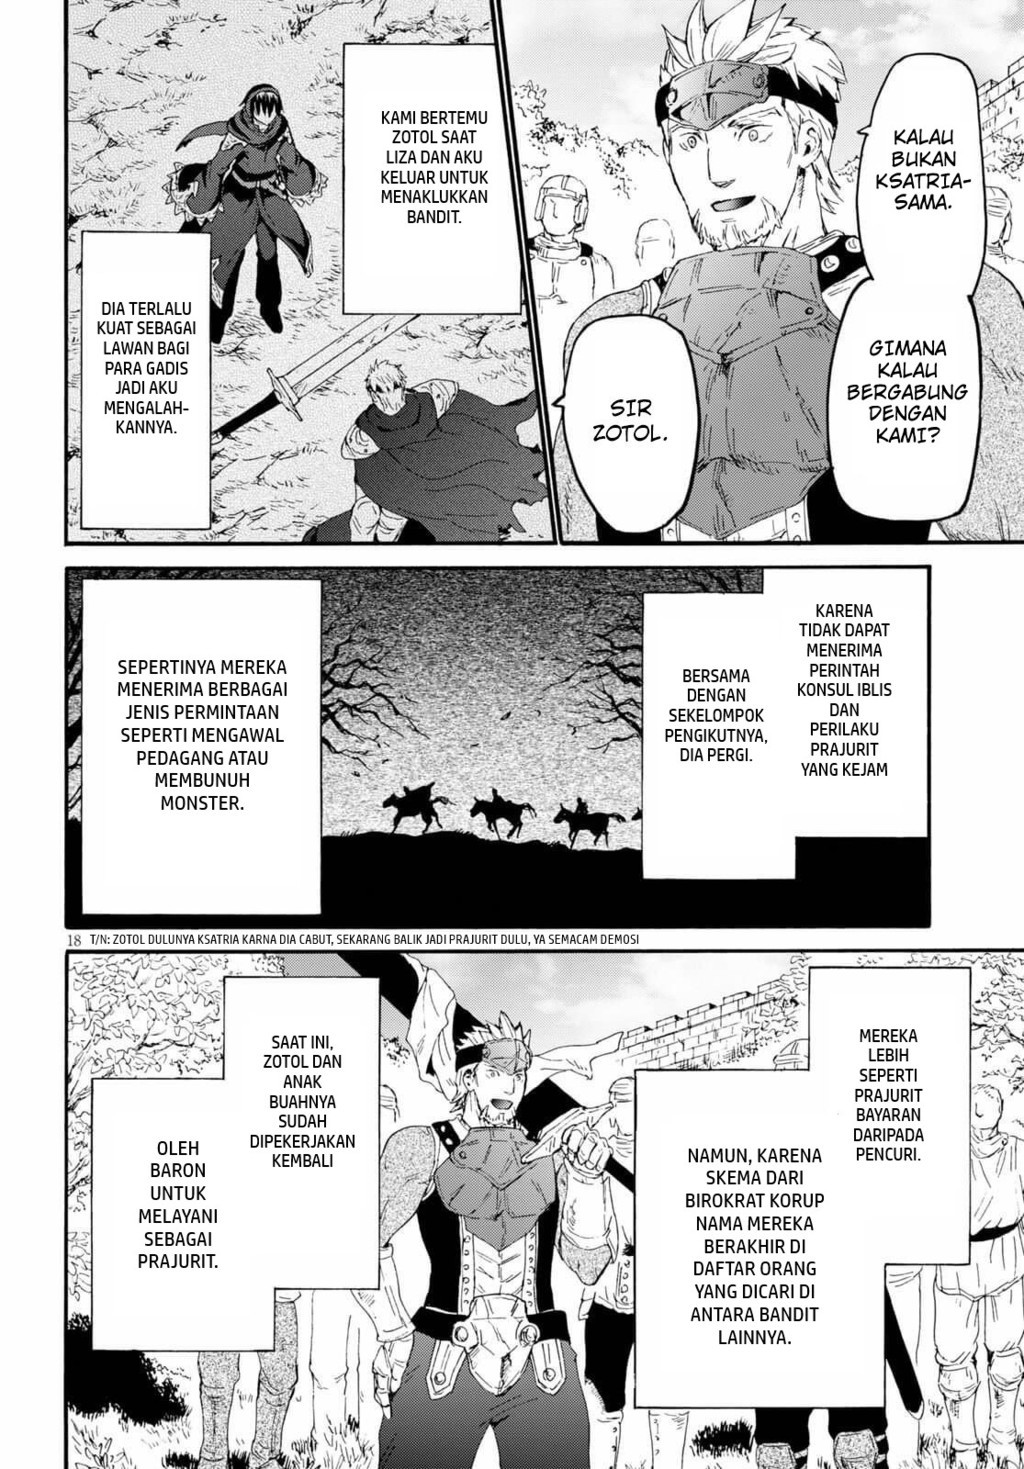 KALAU
BUKAN
KSATRIA-
SAMA.
GIMANA
KALAU
BERGABUNG
DENGAN
KAMI?
SIR
ZOTOL.
KAMI BERTEMU
ZOTOL SAAT
LIZA DAN AKU
KELUAR UNTUK
MENAKLUKKAN
BANDIT.
DIA TERLALU
KUAT SEBAGAI
LAWAN BAGI
PARA GADIS
JADI AKU
MENGALAH-
KANNYA.
KARENA
TIDAK DAPAT
MENERIMA
PERINTAH
KONSUL IBLIS
DAN
PERILAKU
PRAJURIT
YANG KEJAM
BERSAMA
DENGAN
SEKELOMPOK
PENGIKUTNYA,
DIA PERGI.
SEPERTINYA MEREKA
MENERIMA BERBAGAI
JENIS PERMINTAAN
SEPERTI MENGAWAL
PEDAGANG ATAU
MEMBUNUH
MONSTER.
18 T/N: ZOTOL DULUNYA KSATRIA KARNA DIA CABUT, SEKARANG BALIK JADI PRAJURIT DULU, YA SEMACAM DEMOSI
MEREKA
LEBIH
SEPERTI
PRAJURIT
BAYARAN
DARIPADA
PENCURI.
NAMUN, KARENA
SKEMA DARI
BIROKRAT KORUP
NAMA MEREKA
BERAKHIR DI
DAFTAR ORANG
YANG DICARI DI
ANTARA BANDIT
LAINNYA.
SAAT INI,
ZOTOL DAN
ANAK
BUAHNYA
SUDAH
DIPEKERJAKAN
KEMBALI
OLEH
BARON
UNTUK
MELAYANI
SEBAGAI
PRAJURIT.